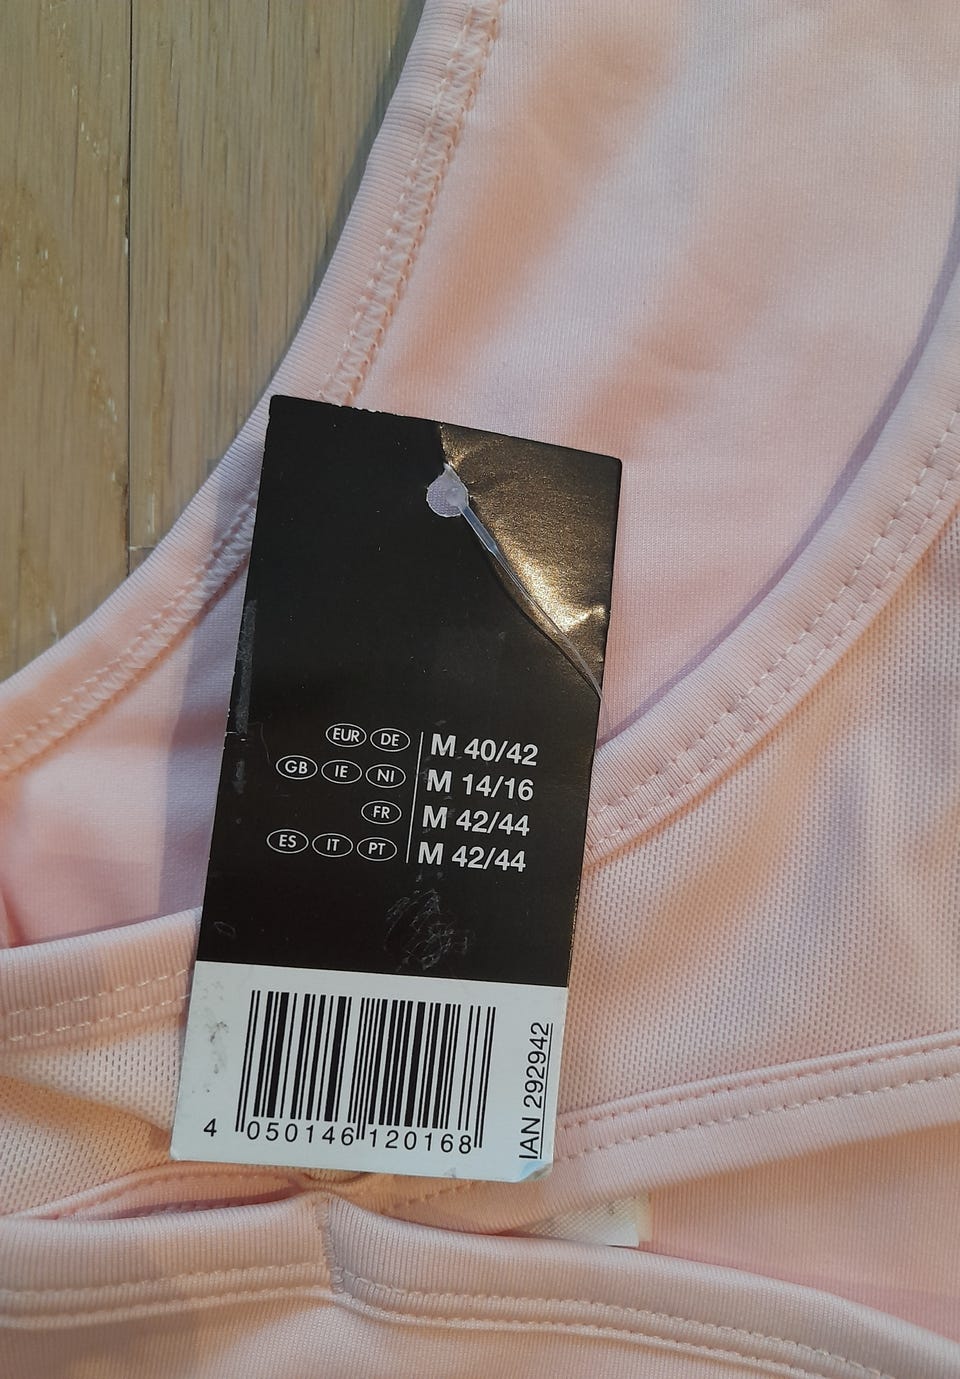 EUR DE M 40/42
GB IE NI M 14/16
FR M 42/44
ES IT PT M 42/44
4 050146 120168
IAN 292942